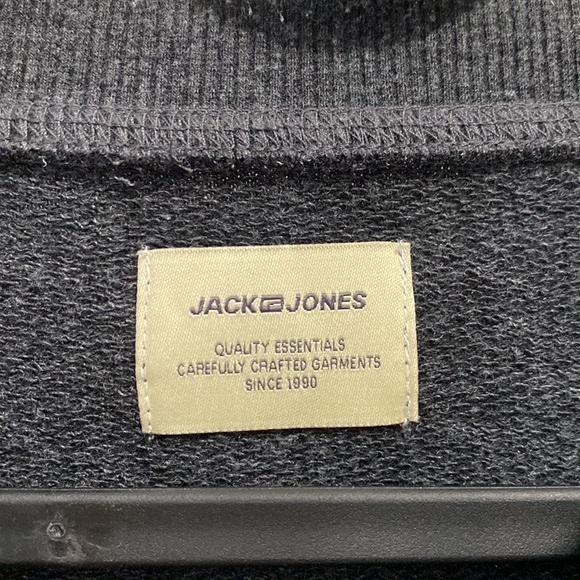 JACK & JONES
QUALITY ESSENTIALS
CAREFULLY CRAFTED GARMENTS
SINCE 1990